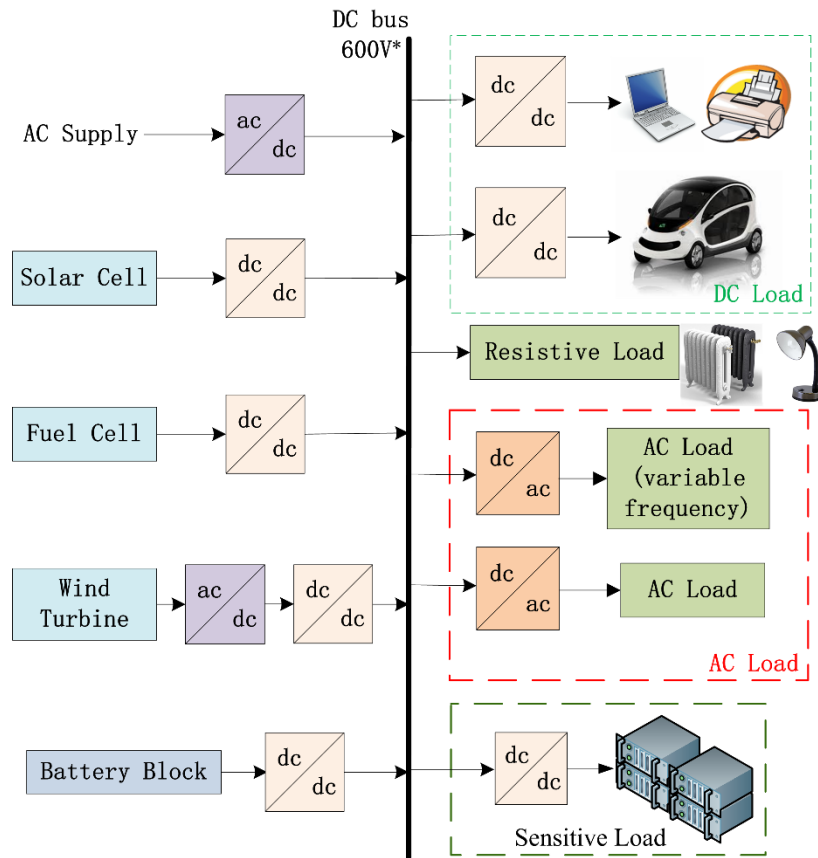 DC bus
600V*
AC Supply
ac
dc
Solar Cell
dc
dc
Fuel Cell
dc
dc
Wind
Turbine
ac
dc
dc
dc
Battery Block
dc
dc
dc
dc
dc
dc
DC Load
Resistive Load
dc
ac
AC Load
(variable
frequency)
dc
ac
AC Load
AC Load
dc
dc
Sensitive Load